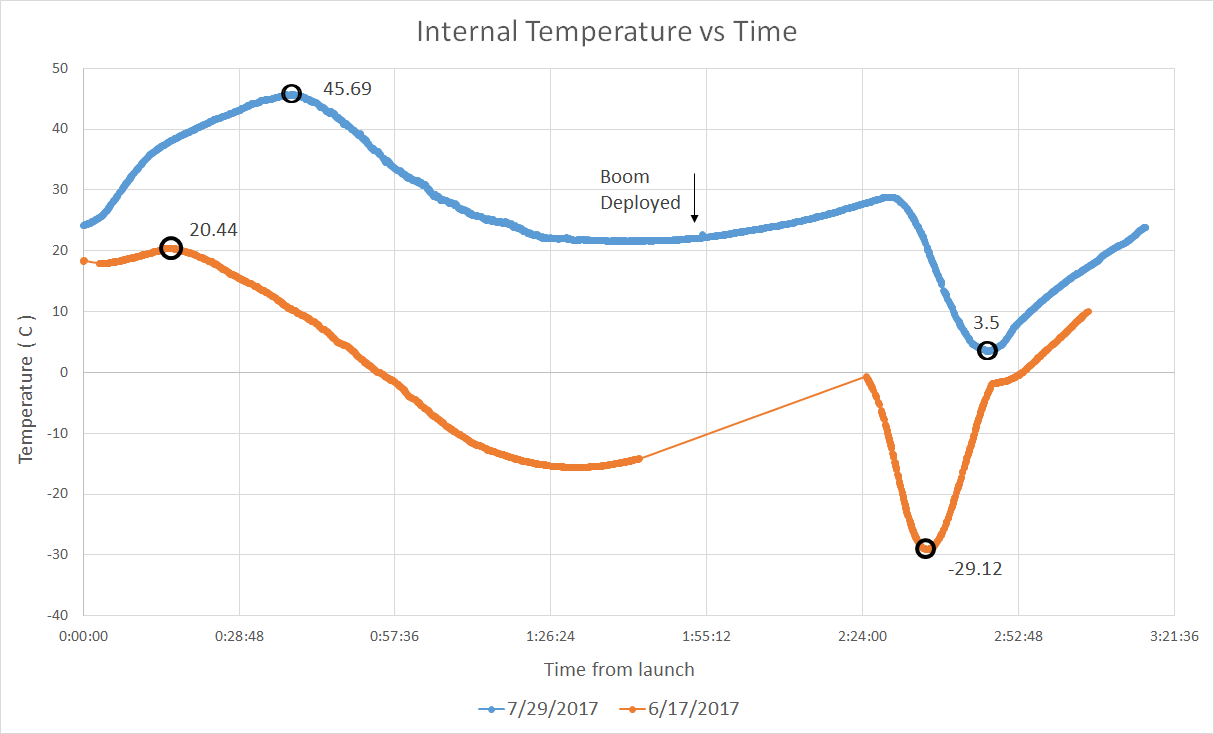 Internal Temperature vs Time
50
40
30
20
10
0
-10
-20
-30
-40
Temperature ( C )
45.69
20.44
Boom
Deployed
3.5
-29.12
0:00:00 0:28:48 0:57:36 1:26:24 1:55:12 2:24:00 2:52:48 3:21:36
Time from launch
7/29/2017 6/17/2017